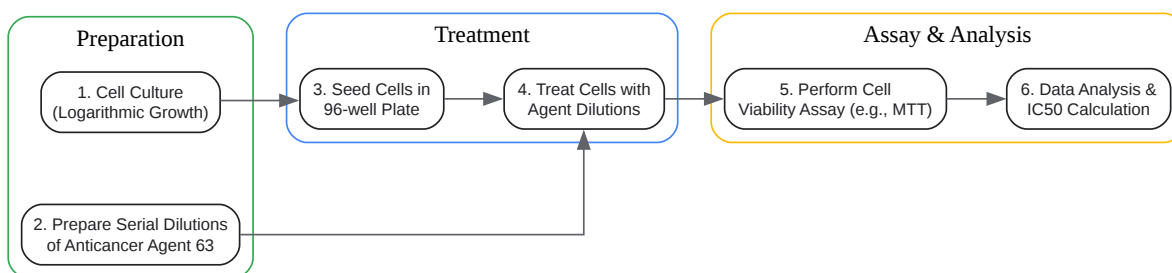 Preparation
1. Cell Culture
(Logarithmic Growth)
2. Prepare Serial Dilutions
of Anticancer Agent 63
Treatment
3. Seed Cells in
96-well Plate
4. Treat Cells with
Agent Dilutions
Assay & Analysis
5. Perform Cell
Viability Assay (e.g., MTT)
6. Data Analysis &
IC50 Calculation